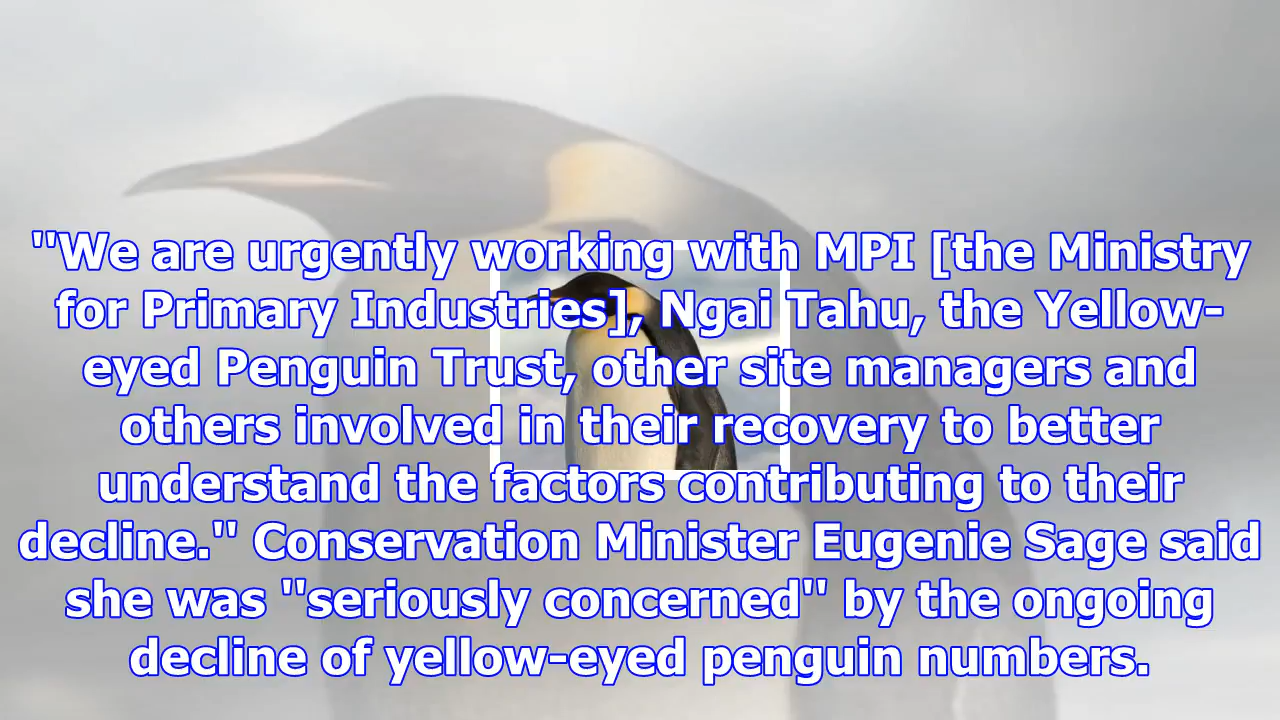 "We are urgently working with MPI [the Ministry
for Primary Industries], Ngai Tahu, the Yellow-
eyed Penguin Trust, other site managers and
others involved in their recovery to better
understand the factors contributing to their
decline." Conservation Minister Eugenie Sage said
she was "seriously concerned" by the ongoing
decline of yellow-eyed penguin numbers.